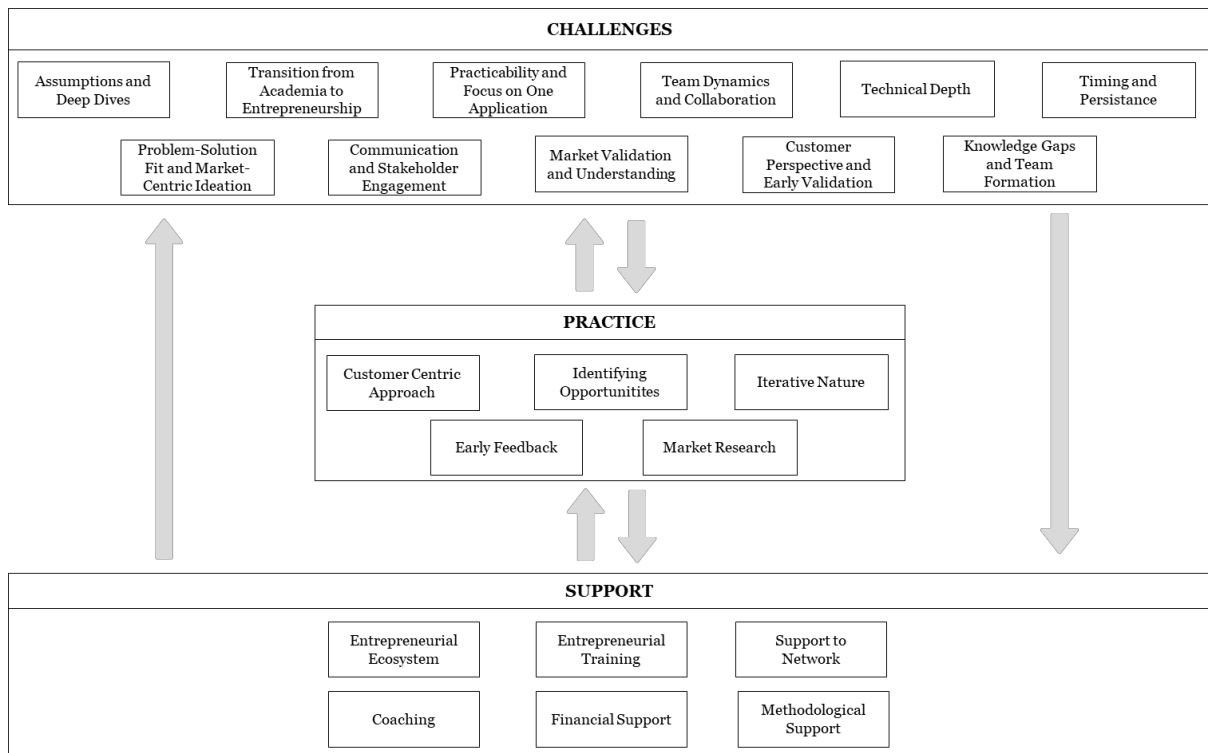 CHALLENGES
Assumptions and
Deep Dives
Transition from
Academia to
Entrepreneurship
Practicability and
Focus on One
Application
Team Dynamics
and Collaboration
Technical Depth
Timing and
Persistance
Problem-Solution
Fit and Market-
Centric Ideation
Communication
and Stakeholder
Engagement
Market Validation
and Understanding
Customer
Perspective and
Early Validation
Knowledge Gaps
and Team
Formation
PRACTICE
Customer Centric
Approach
Identifying
Opportunitites
Iterative Nature
Early Feedback
Market Research
SUPPORT
Entrepreneurial
Ecosystem
Entrepreneurial
Training
Support to
Network
Coaching
Financial Support
Methodological
Support